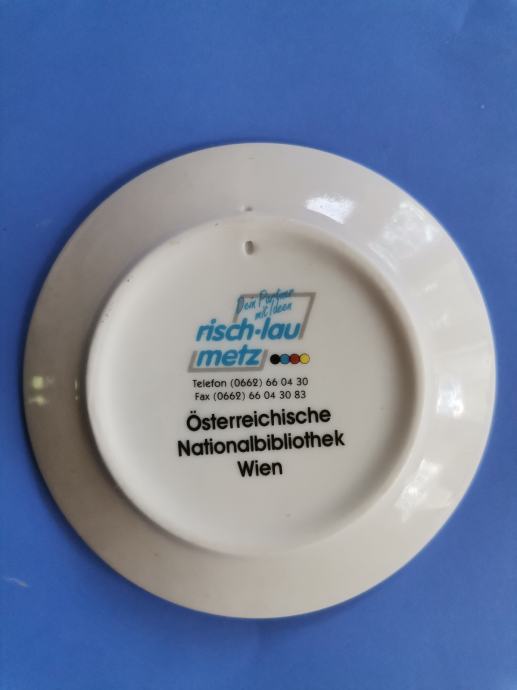 Dein Partner
mit Ideen
risch-lau
metz
Telefon (0662) 66 04 30
Fax (0662) 66 04 30 83
Österreichische
Nationalbibliothek
Wien